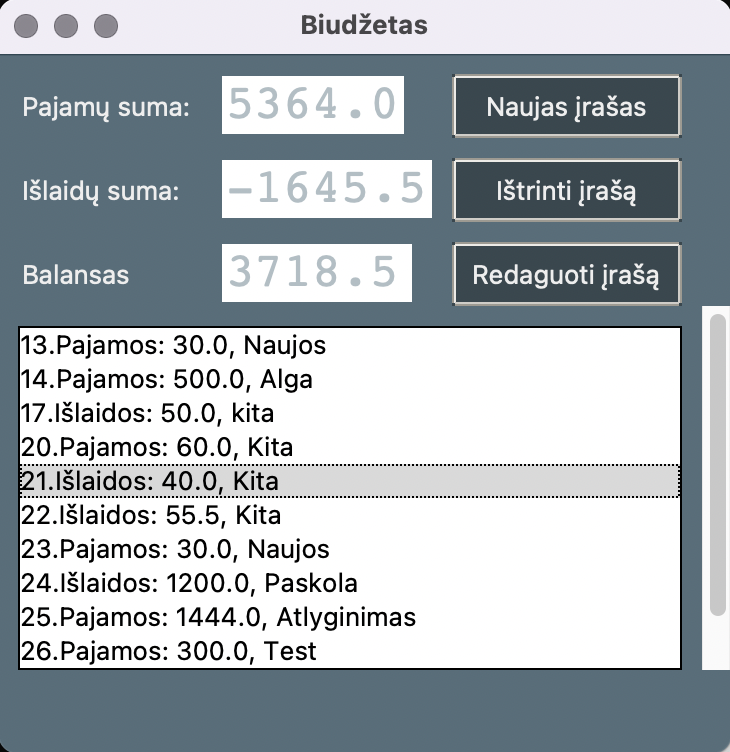 Biudžetas
Pajamų suma: 5364.0 Naujas įrašas
Išlaidų suma: -1645.5 Ištrinti įrašą
Balansas 3718.5 Redaguoti įrašą
13.Pajamos: 30.0, Naujos
14.Pajamos: 500.0, Alga
17.Išlaidos: 50.0, kita
20.Pajamos: 60.0, Kita
21.Išlaidos: 40.0, Kita
22.Išlaidos: 55.5, Kita
23.Pajamos: 30.0, Naujos
24.Išlaidos: 1200.0, Paskola
25.Pajamos: 1444.0, Atlyginimas
26.Pajamos: 300.0, Test